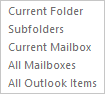 Current Folder
Subfolders
Current Mailbox
All Mailboxes
All Outlook Items